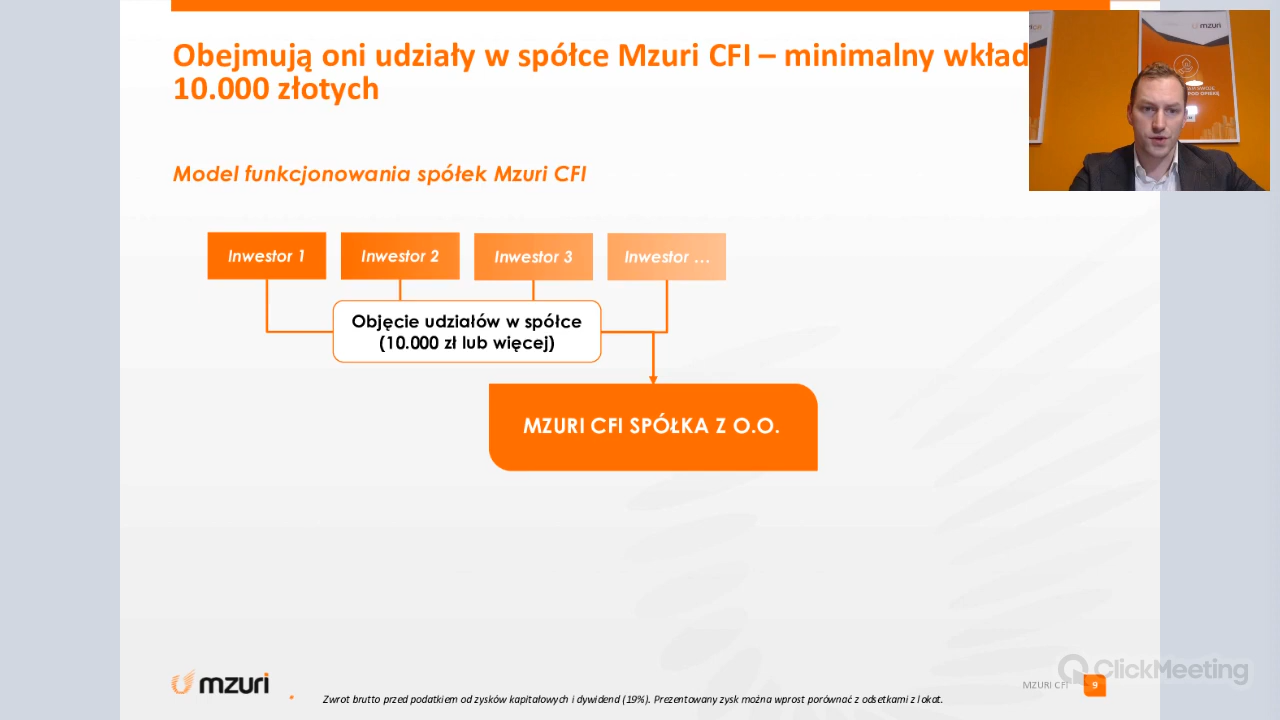 Obejmują oni udziały w spółce Mzuri CFI – minimalny wkład
10.000 złotych
mzuri
Model funkcjonowania spółek Mzuri CFI
Inwestor 1
Inwestor 2
Inwestor 3
Inwestor ...
Objęcie udziałów w spółce
(10.000 zł lub więcej)
MZURI CFI SPÓŁKA Z O.O.
ClickMeeting
mzuri
MZURI CFI
9
Zwrot brutto przed podatkiem od zysków kapitałowych i dywidend (19%). Prezentowany zysk można wprost porównać z odsetkami z lokat.